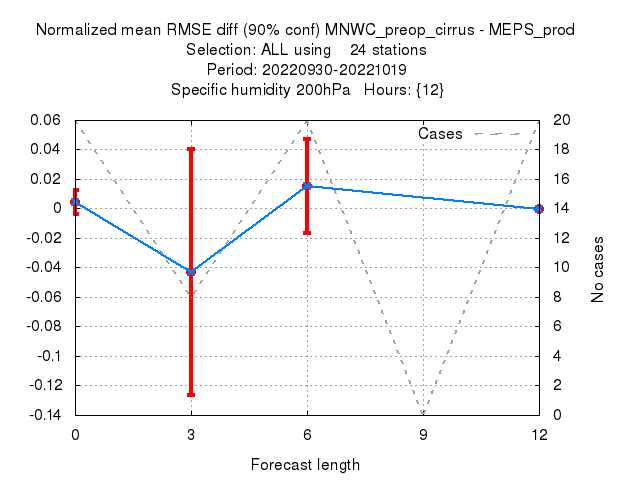 Normalized mean RMSE diff (90% conf) MNWC_preop_cirrus - MEPS_prod
Selection: ALL using 24 stations
Period: 20220930-20221019
Specific humidity 200hPa Hours: {12}
Cases
0.06
0.04
0.02
0
-0.02
-0.04
-0.06
-0.08
-0.1
-0.12
-0.14
20
18
16
14
12
10
8
6
4
2
0
No cases
0 3 6 9 12
Forecast length